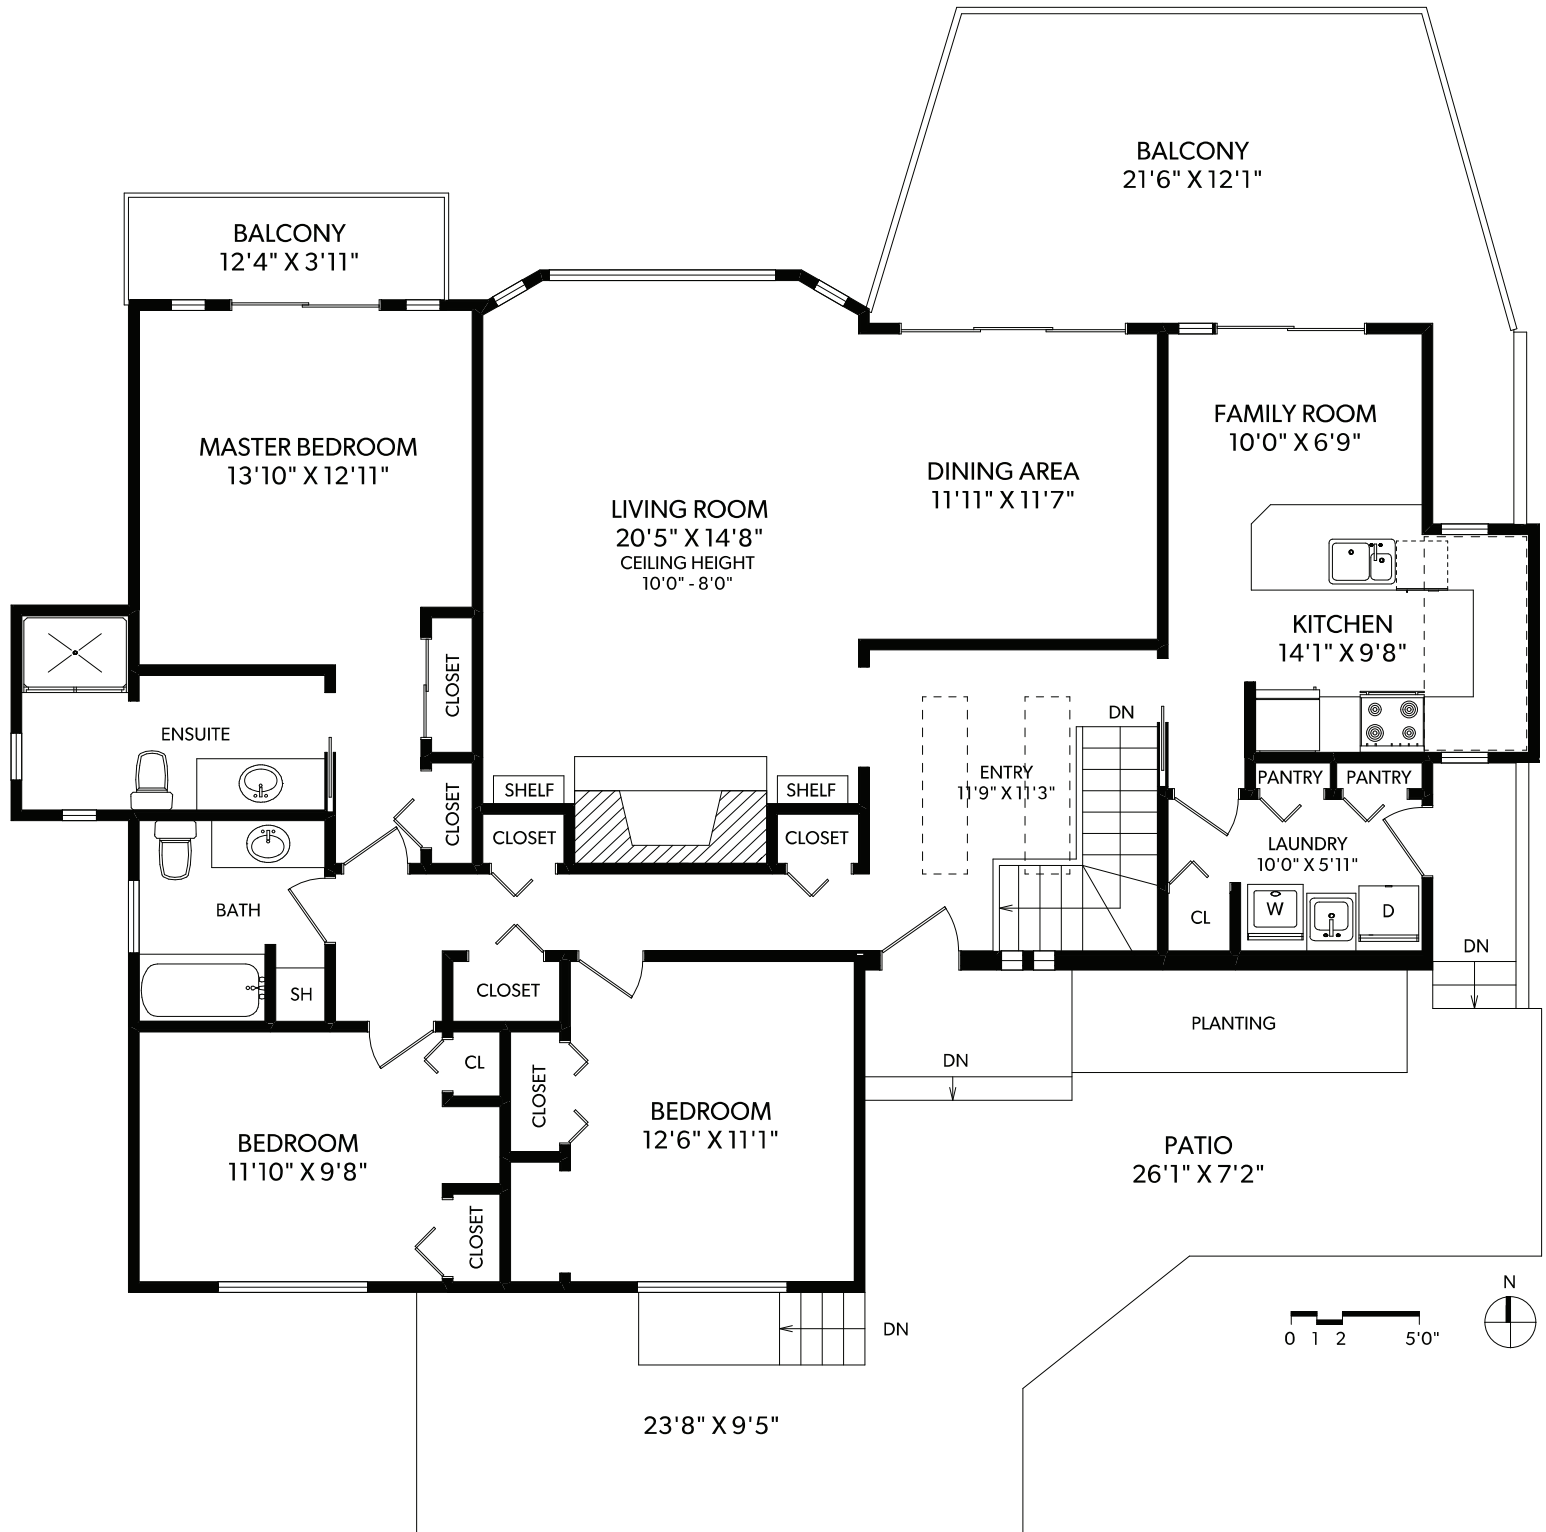 BALCONY
21'6" X 12'1"
BALCONY
12'4" X 3'11"
MASTER BEDROOM
13'10" X 12'11"
LIVING ROOM
20'5" X 14'8"
CEILING HEIGHT
10'0" - 8'0"
DINING AREA
11'11" X 11'7"
FAMILY ROOM
10'0" X 6'9"
KITCHEN
14'1" X 9'8"
CLOSET
ENSUITE
DN
ENTRY
11'9" X 11'3"
PANTRY
PANTRY
SHELF
SHELF
CLOSET
CLOSET
CLOSET
LAUNDRY
10'0" X 5'11"
BATH
CL
W
D
DN
SH
CLOSET
PLANTING
DN
CL
CLOSET
BEDROOM
12'6" X 11'1"
BEDROOM
11'10" X 9'8"
PATIO
26'1" X 7'2"
CLOSET
N
DN
0 1 2 5'0"
23'8" X 9'5"